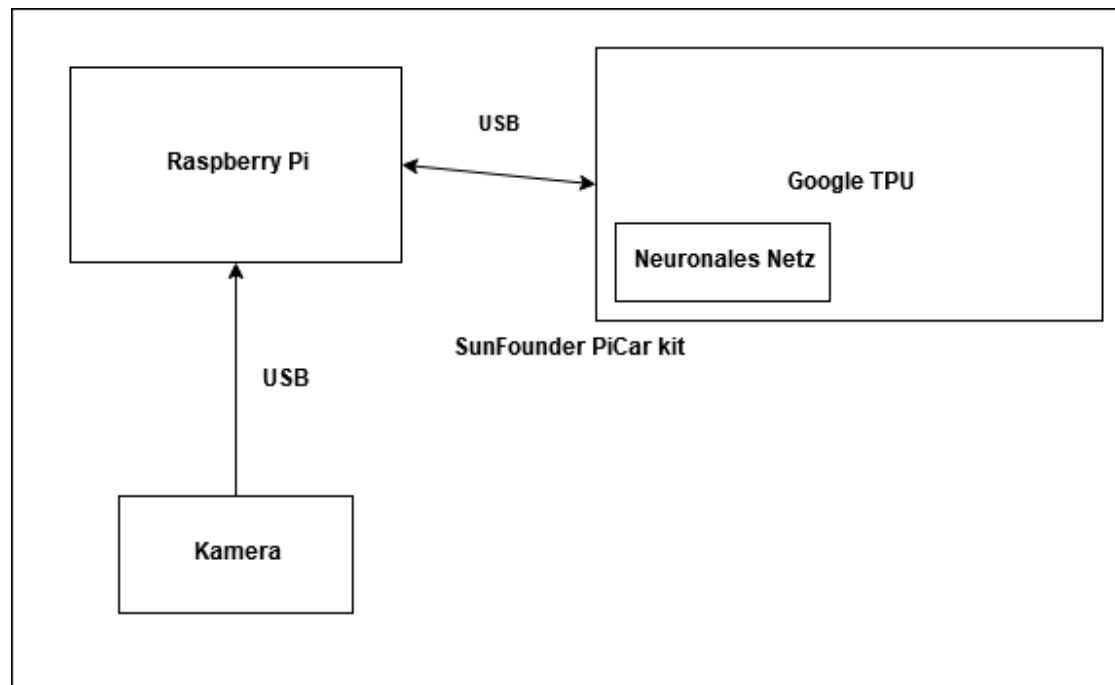 USB
Raspberry Pi
Google TPU
Neuronales Netz
SunFounder PiCar kit
USB
Kamera